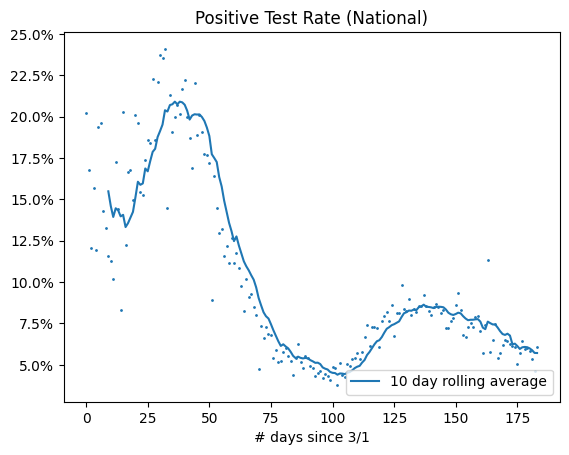 Positive Test Rate (National)
25.0%
22.5%
20.0%
17.5%
15.0%
12.5%
10.0%
7.5%
5.0%
10 day rolling average
0 25 50 75 100 125 150 175
# days since 3/1